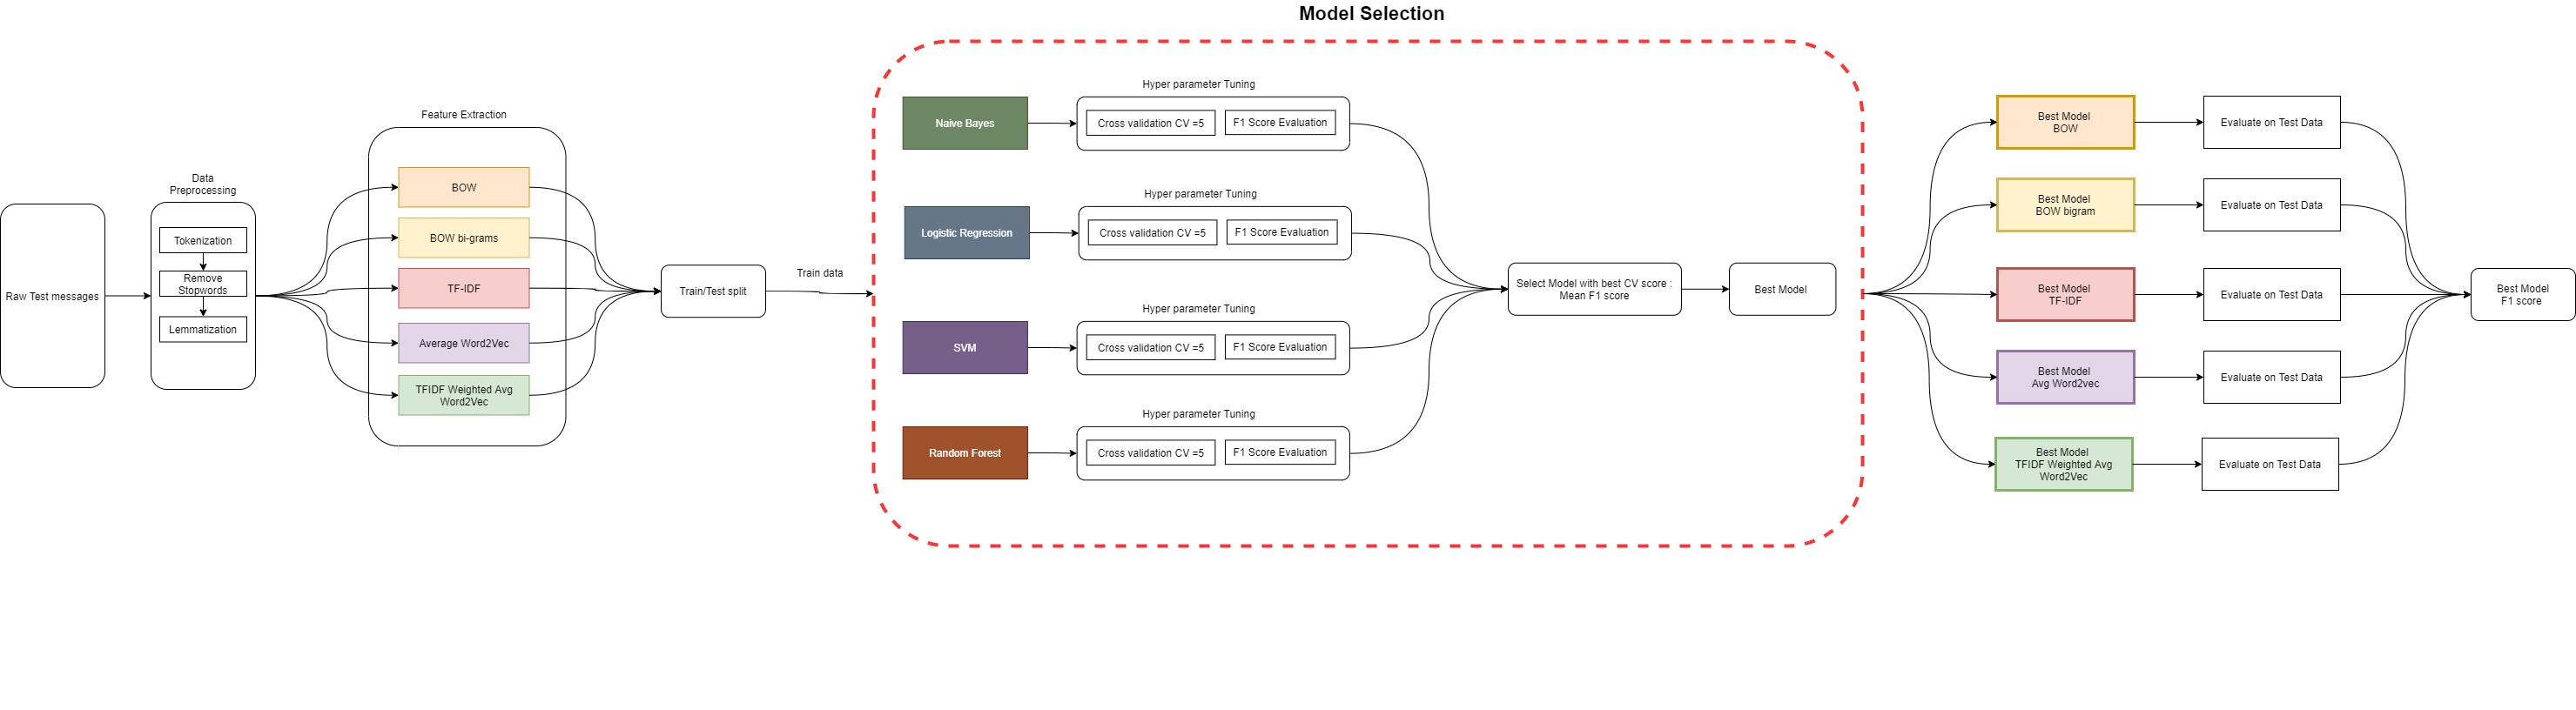 Model Selection
Raw Test messages
Data
Preprocessing
Tokenization
Remove
Stopwords
Lemmatization
Feature Extraction
BOW
BOW bi-grams
TF-IDF
Average Word2Vec
TFIDF Weighted Avg
Word2Vec
Train/Test split
Train data
Naive Bayes
Hyper parameter Tuning
Cross validation CV =5
F1 Score Evaluation
Logistic Regression
Hyper parameter Tuning
Cross validation CV =5
F1 Score Evaluation
SVM
Hyper parameter Tuning
Cross validation CV =5
F1 Score Evaluation
Random Forest
Hyper parameter Tuning
Cross validation CV =5
F1 Score Evaluation
Select Model with best CV score :
Mean F1 score
Best Model
Best Model
BOW
Evaluate on Test Data
Best Model
BOW bigram
Evaluate on Test Data
Best Model
TF-IDF
Evaluate on Test Data
Best Model
Avg Word2vec
Evaluate on Test Data
Best Model
TFIDF Weighted Avg
Word2Vec
Evaluate on Test Data
Best Model
F1 score